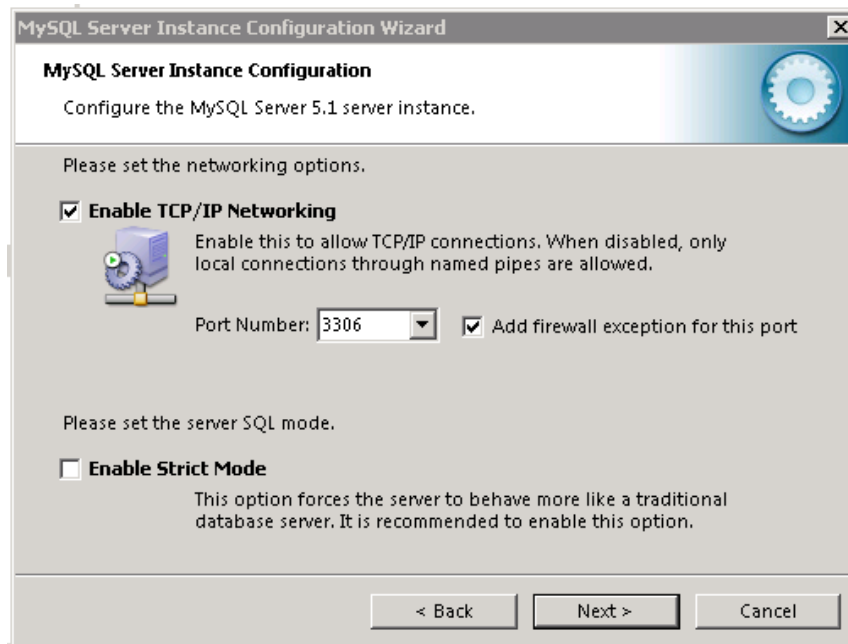 MySQL Server Instance Configuration Wizard
MySQL Server Instance Configuration
Configure the MySQL Server 5.1 server instance.
Please set the networking options.
Enable TCP/IP Networking
Enable this to allow TCP/IP connections. When disabled, only
local connections through named pipes are allowed.
Port Number: 3306 Add firewall exception for this port
Please set the server SQL mode.
Enable Strict Mode
This option forces the server to behave more like a traditional
database server. It is recommended to enable this option.
< Back Next > Cancel